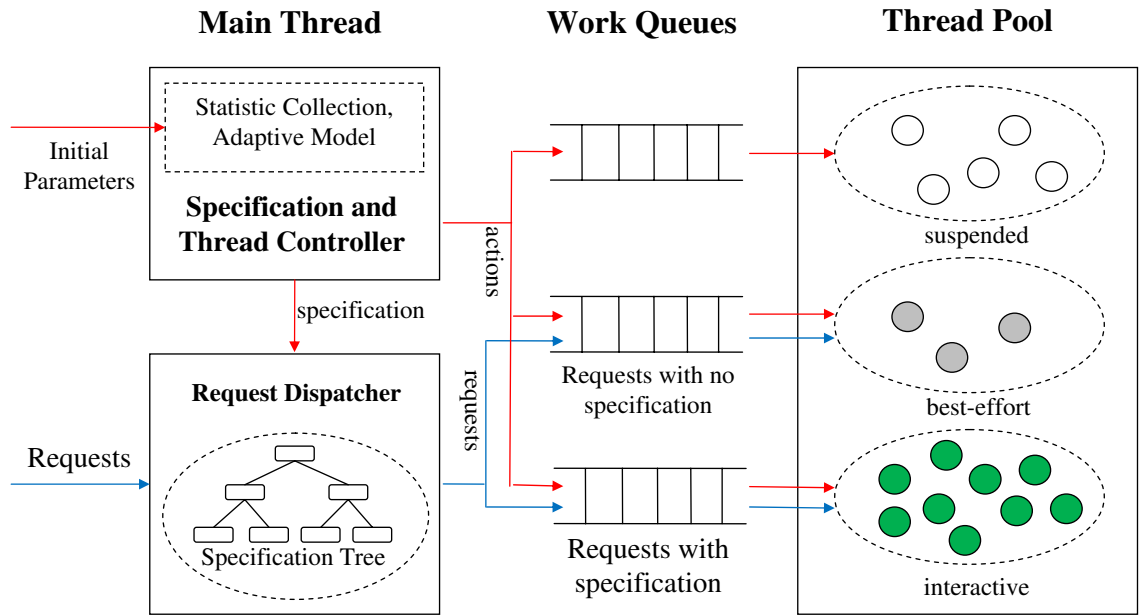 Main Thread
Work Queues
Thread Pool
Statistic Collection,
Adaptive Model
Initial
Parameters
Specification and
Thread Controller
actions
suspended
specification
Request Dispatcher
requests
Requests with no
specification
best-effort
Requests
Specification Tree
Requests with
specification
interactive